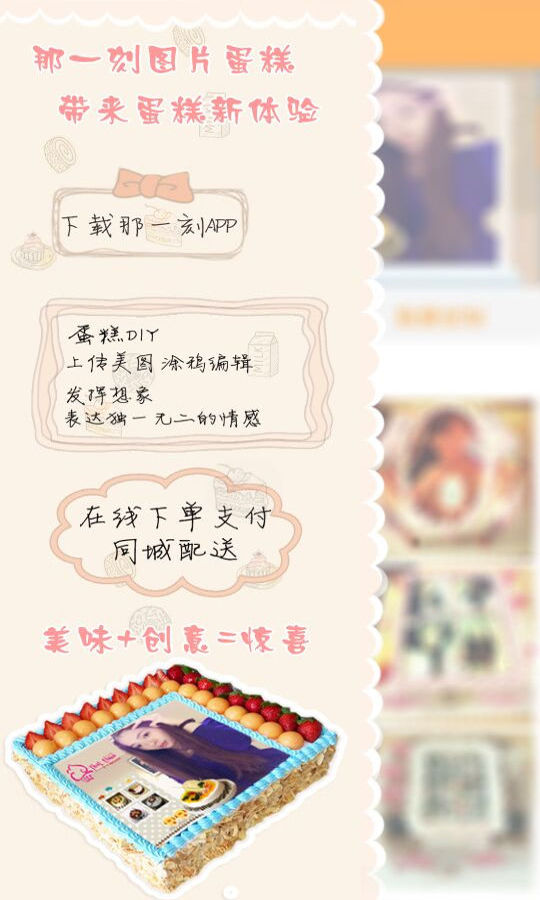 那一刻图片蛋糕
带来蛋糕新体验
下载那一刻APP
蛋糕DIY
上传美图 涂鸦编辑
发挥想象
表达独一无二的情感
在线下单支付
同城配送
美味+创意=惊喜